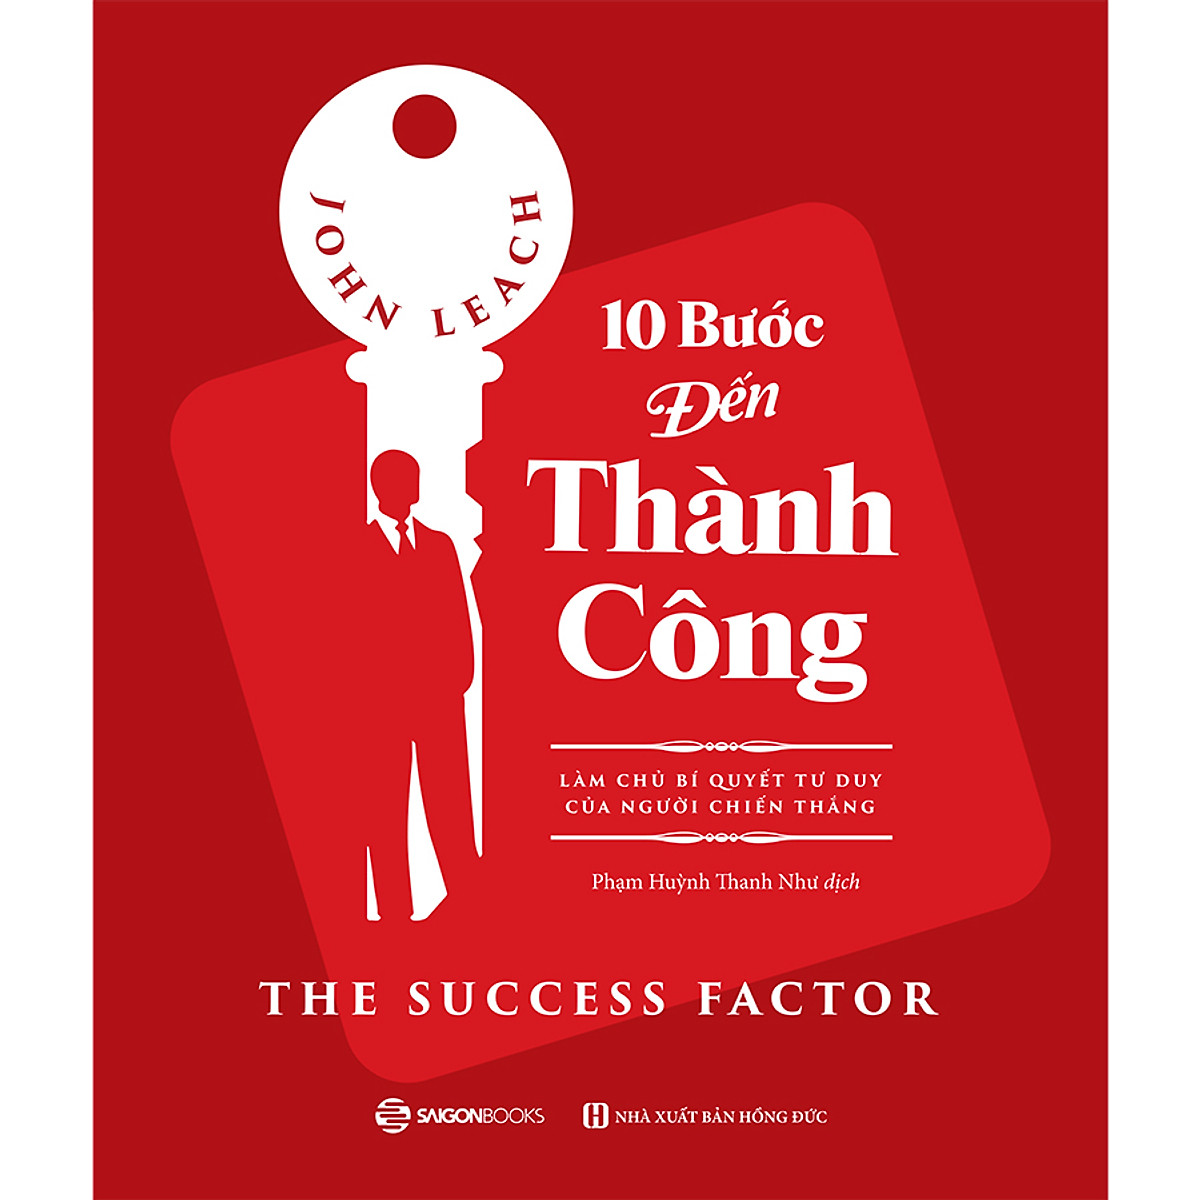 JOHN LEACH
10 Bước
Đến
Thành
Công
LÀM CHỦ BÍ QUYẾT TƯ DUY
CỦA NGƯỜI CHIẾN THẮNG
Phạm Huỳnh Thanh Như dịch
THE SUCCESS FACTOR
SAIGONBOOKS
NHÀ XUẤT BẢN HỒNG ĐỨC